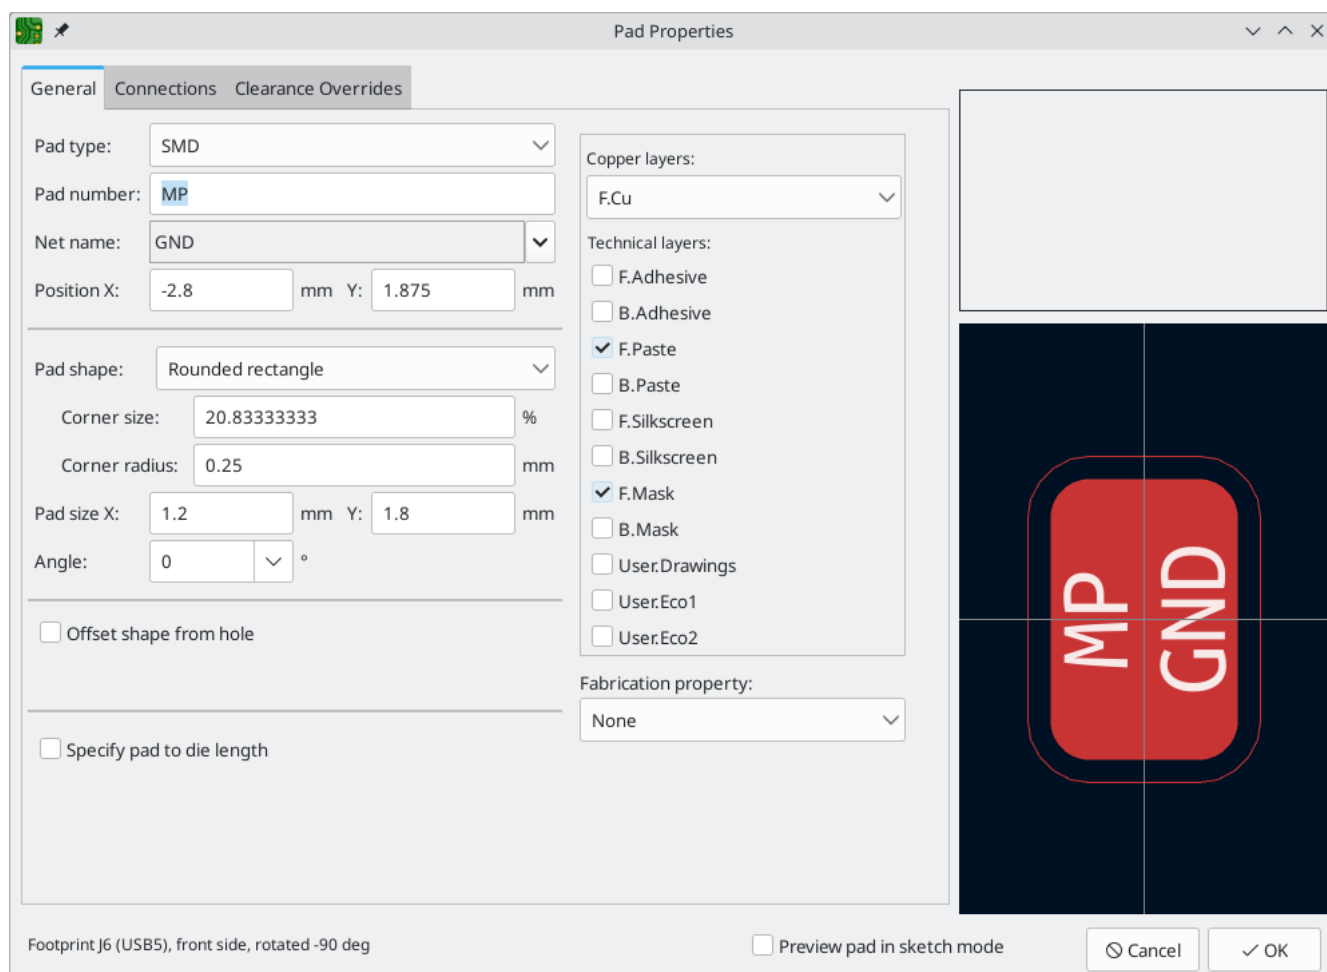 Pad Properties
General Connections Clearance Overrides
Pad type: SMD
Pad number: MP
Net name: GND
Position X: -2.8 mm Y: 1.875 mm
Pad shape: Rounded rectangle
Corner size: 20.83333333 %
Corner radius: 0.25 mm
Pad size X: 1.2 mm Y: 1.8 mm
Angle: 0 °
Offset shape from hole
Specify pad to die length
Copper layers:
F.Cu
Technical layers:
F.Adhesive
B.Adhesive
F.Paste
B.Paste
F.Silkscreen
B.Silkscreen
F.Mask
B.Mask
User.Drawings
User.Eco1
User.Eco2
Fabrication property:
None
MP
GND
Footprint J6 (USB5), front side, rotated -90 deg
Preview pad in sketch mode
Cancel
OK